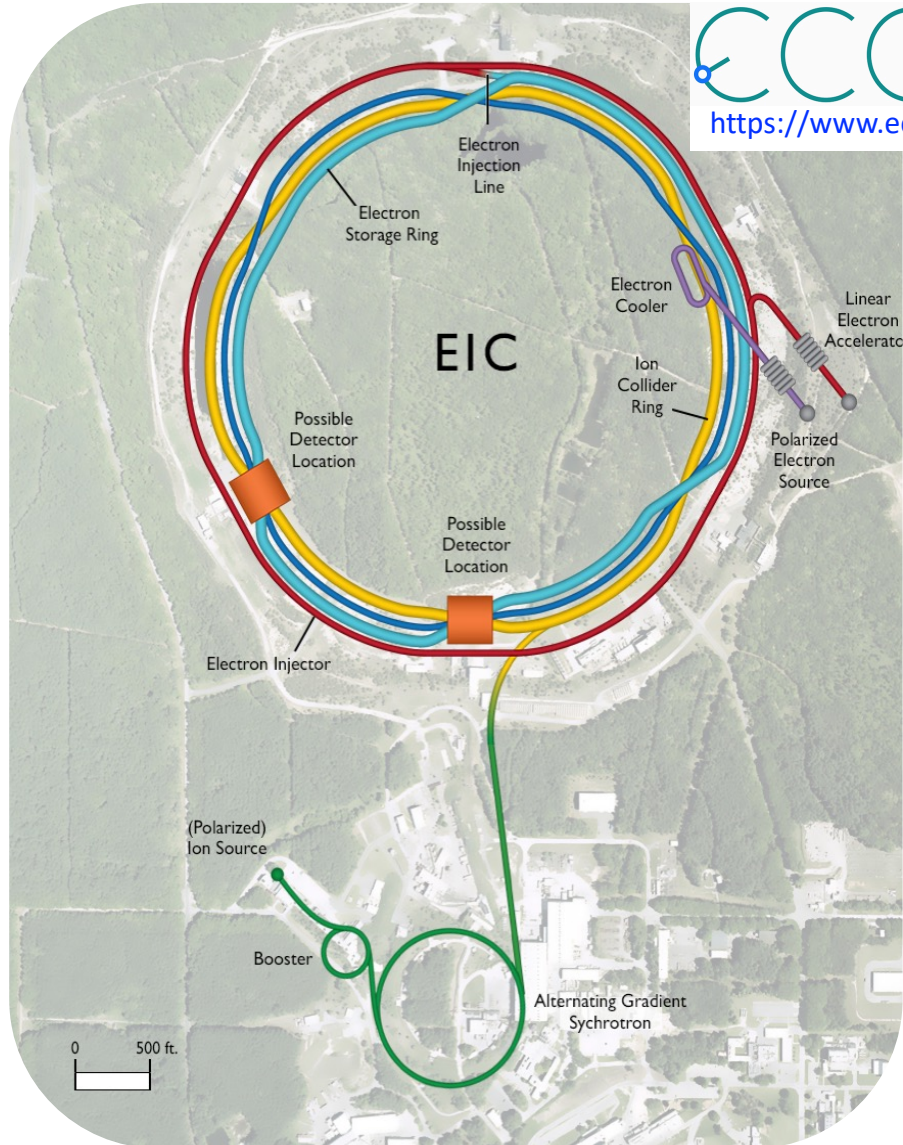 ECC
https://www.ec
Electron
Injection
Line
Electron
Storage Ring
Electron
Cooler
Linear
Electron
Accelerato
EIC
Ion
Collider
Ring
Possible
Detector
Location
Polarized
Electron
Source
Possible
Detector
Location
Electron Injector
(Polarized)
Ion Source
Booster
Alternating Gradient
Sychrotron
0 500 ft.